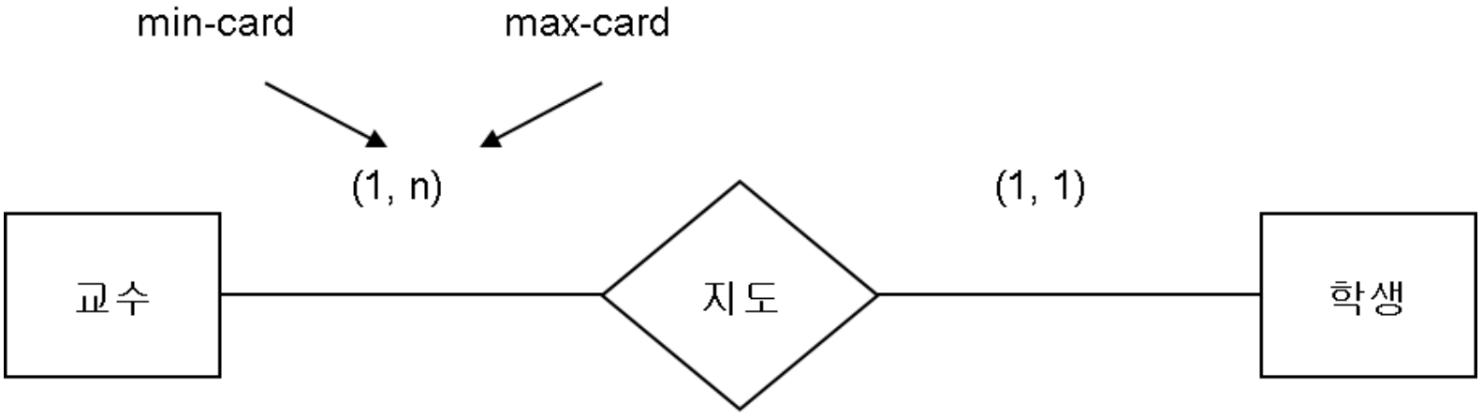 min-card max-card
(1, n) (1, 1)
교수 지도 학생